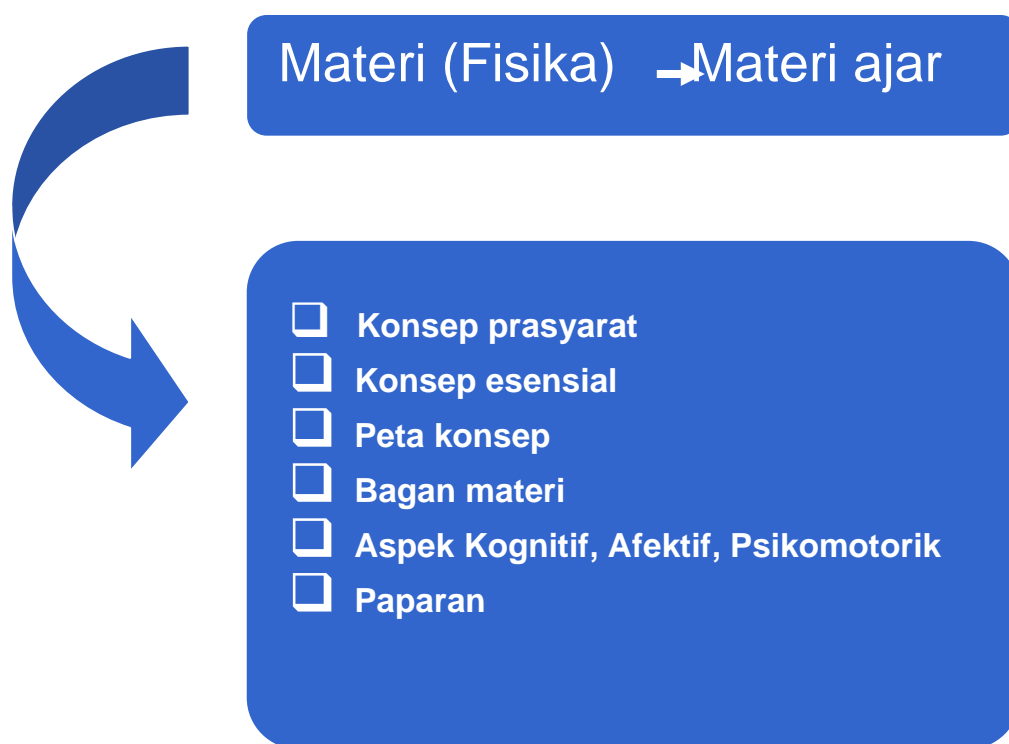 Materi (Fisika) → Materi ajar
❑ Konsep prasyarat
❑ Konsep esensial
❑ Peta konsep
❑ Bagan materi
❑ Aspek Kognitif, Afektif, Psikomotorik
❑ Paparan